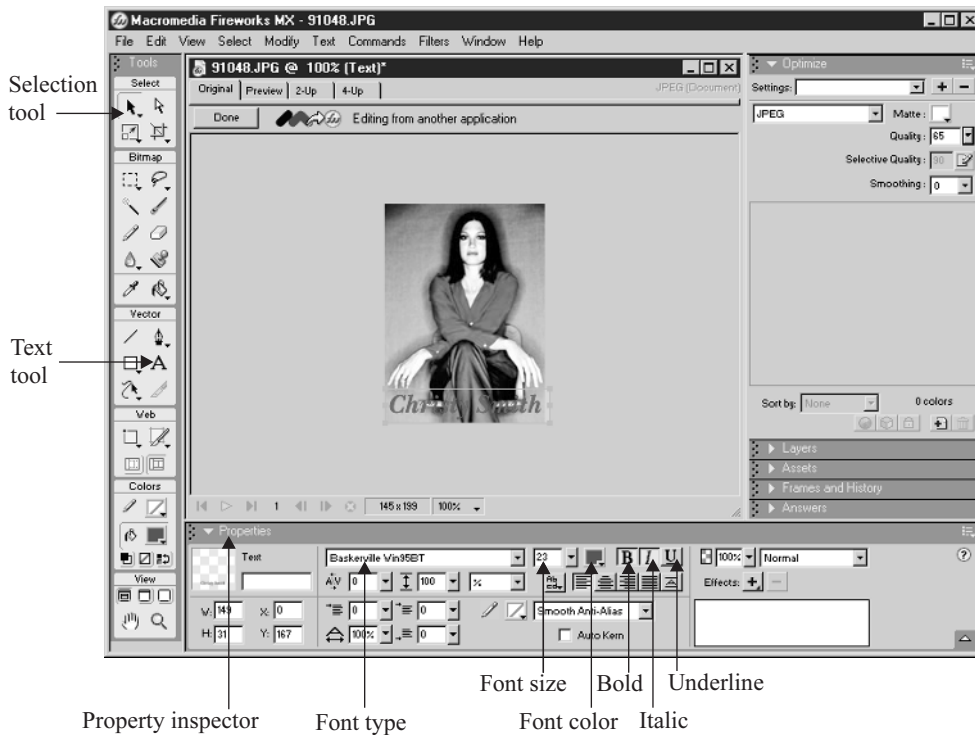 Macromedia Fireworks MX - 91048.JPG
File Edit View Select Modify Text Commands Filters Window Help
Tools
Select
Selection tool
Bitmap
Vector
Text tool
Web
Colors
View
91048.JPG @ 100% (Text)*
Original Preview 2-Up 4-Up
JPEG (Document)
Done
Editing from another application
Smith
1
145 x 199
100%
Optimize
Settings:
JPEG
Matte:
Quality: 65
Selective Quality: 90
Smoothing: 0
Sort by: None
0 colors
Layers
Assets
Frames and History
Answers
Properties
Text
Baskerville Win95BT
23
B I U
100% Normal
?
A/V 0 100 %
Effects:
W: 149 X: 0
0 0
Smooth Anti-Alias
H: 31 Y: 167
100% 0
Auto Kern
Font size Bold Underline
Property inspector Font type Font color Italic